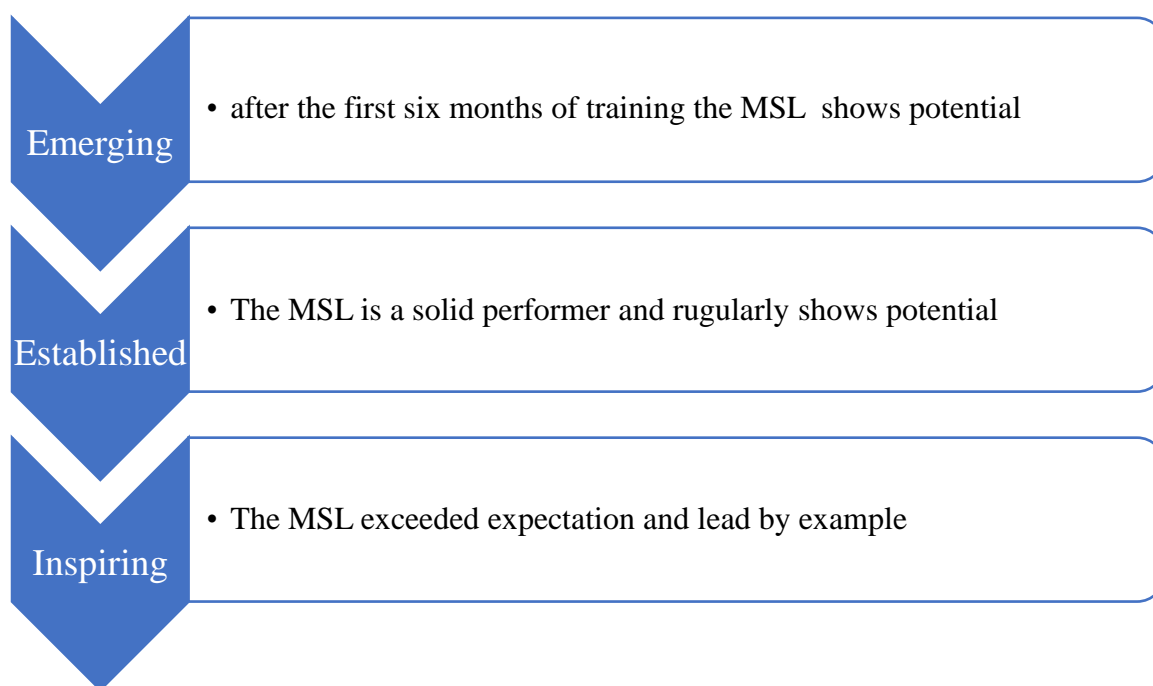 Emerging
• after the first six months of training the MSL shows potential
Established
• The MSL is a solid performer and rugularly shows potential
Inspiring
• The MSL exceeded expectation and lead by example